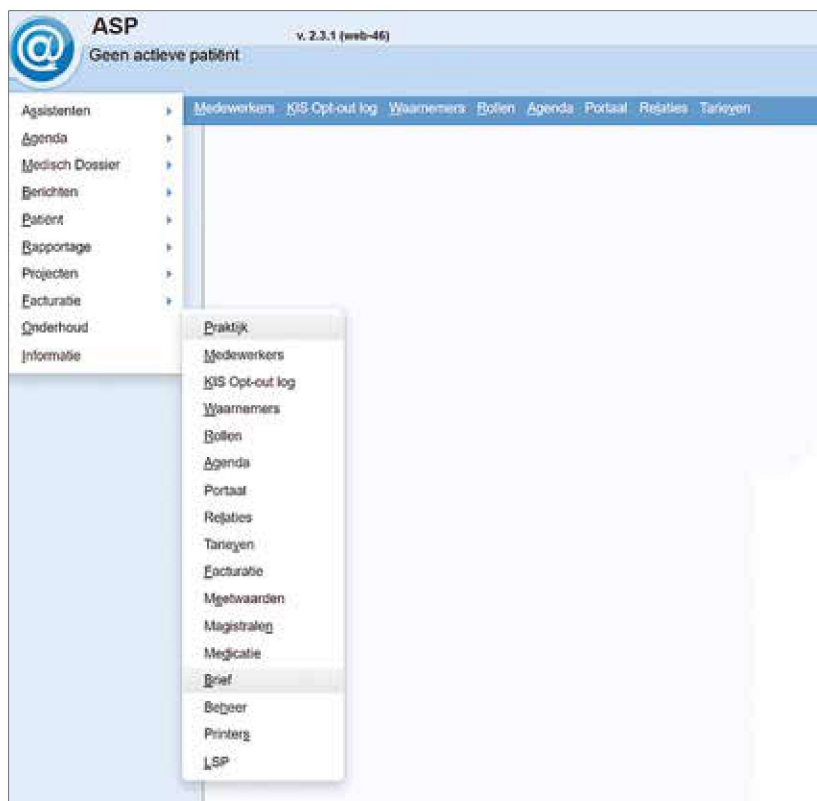 ASP
v. 2.3.1 (web-46)
Geen actieve patiënt
Assistenten
Medewerkers KIS Opt-out log Waarnemers Rollen Agenda Portaal Relaties Tarieven
Agenda
Medisch Dossier
Berichten
Patiënt
Rapportage
Projecten
Facturatie
Onderhoud
Informatie
Praktijk
Medewerkers
KIS Opt-out log
Waarnemers
Rollen
Agenda
Portaal
Relaties
Tarieven
Facturatie
Meetwaarden
Magistralen
Medicatie
Brief
Beheer
Printers
LSP